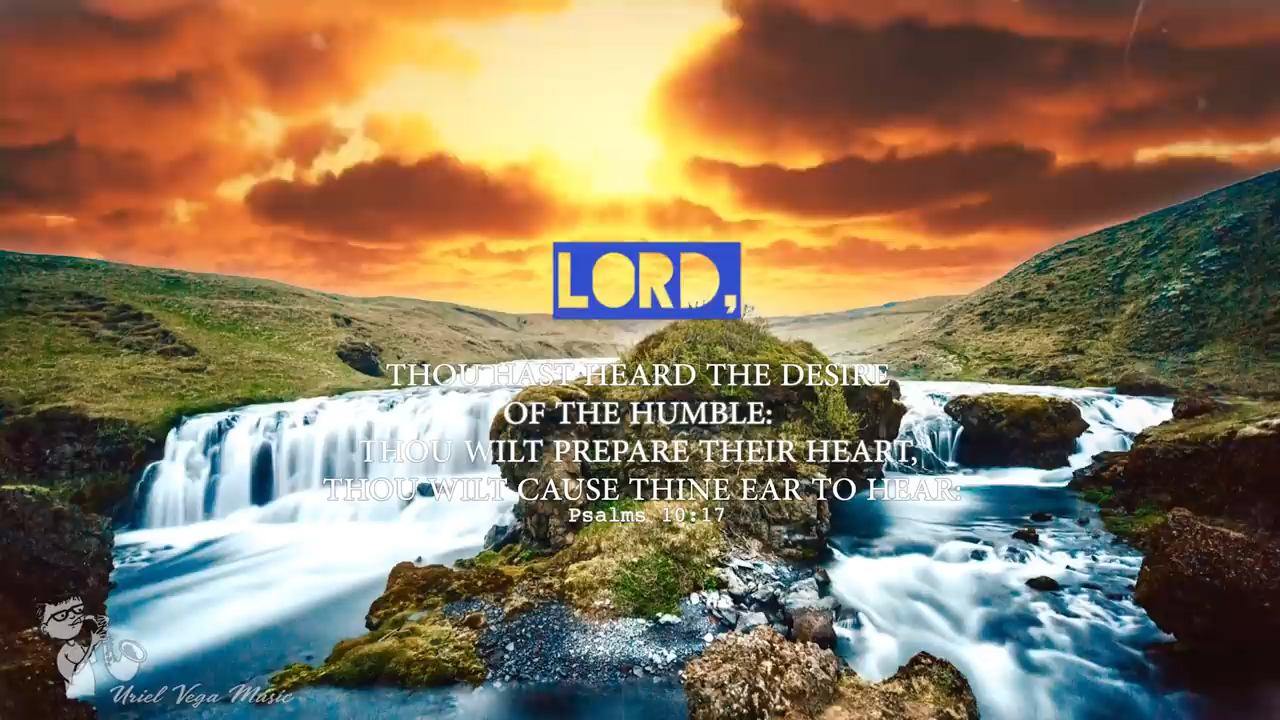 LORD,
THOU HAST HEARD THE DESIRE
OF THE HUMBLE:
THOU WILT PREPARE THEIR HEART,
THOU WILT CAUSE THINE EAR TO HEAR:
Psalms 10:17
Uriel Vega Music